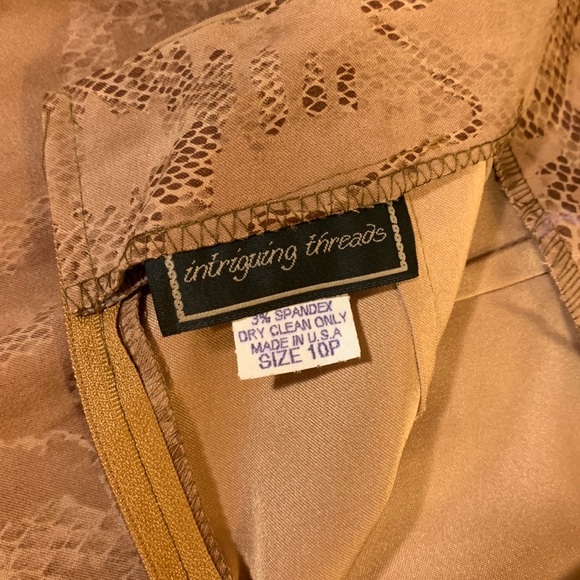 intriguing threads
3% SPANDEX
DRY CLEAN ONLY
MADE IN U.S.A
SIZE 10P